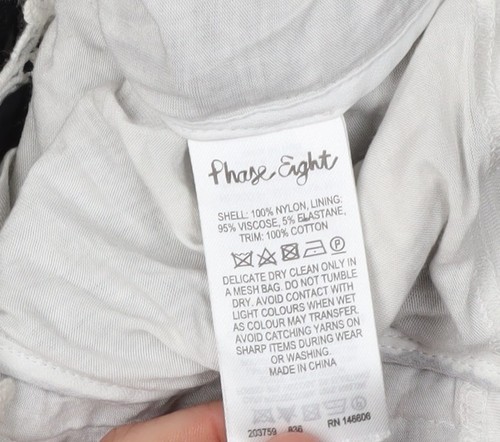 Phase Eight
SHELL: 100% NYLON, LINING:
95% VISCOSE, 5% ELASTANE,
TRIM: 100% COTTON
P
DELICATE DRY CLEAN ONLY IN
A MESH BAG. DO NOT TUMBLE
DRY. AVOID CONTACT WITH
LIGHT COLOURS WHEN WET
AS COLOUR MAY TRANSFER.
AVOID CATCHING YARNS ON
SHARP ITEMS DURING WEAR
OR WASHING.
MADE IN CHINA
203759 836 RN 146606